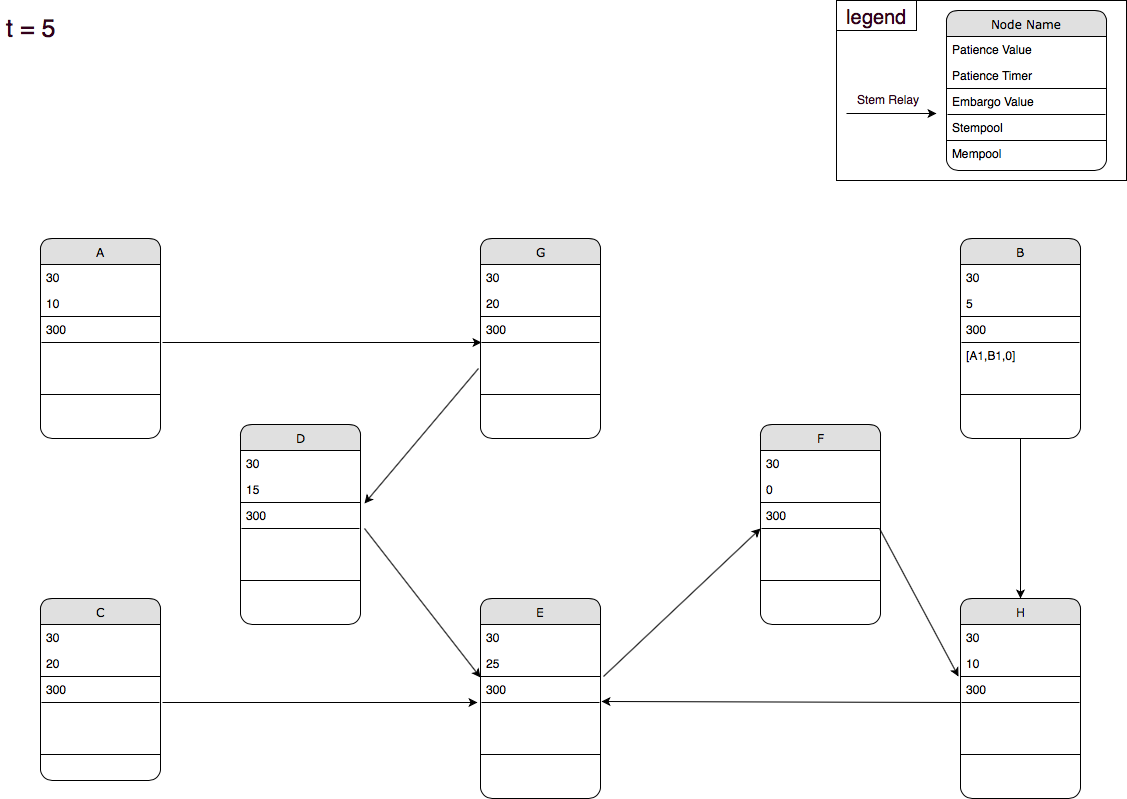 t = 5
legend
Node Name
Patience Value
Patience Timer
Stem Relay
Embargo Value
Stempool
Mempool
A
30
10
300
G
30
20
300
B
30
5
300
[A1,B1,0]
D
30
15
300
F
30
0
300
C
30
20
300
E
30
25
300
H
30
10
300